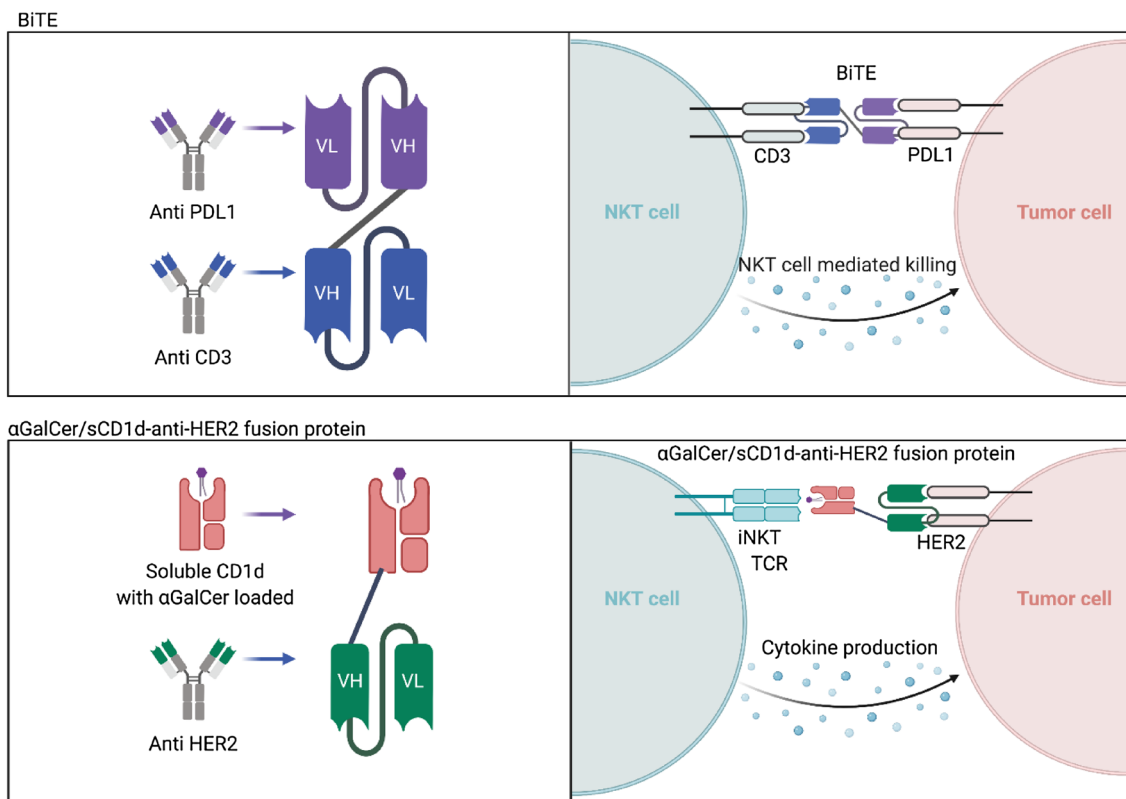 BiTE
VL
VH
Anti PDL1
VH
VL
Anti CD3
BiTE
CD3
PDL1
NKT cell
Tumor cell
NKT cell mediated killing
αGalCer/sCD1d-anti-HER2 fusion protein
Soluble CD1d
with αGalCer loaded
VH
VL
Anti HER2
αGalCer/sCD1d-anti-HER2 fusion protein
iNKT
TCR
HER2
NKT cell
Tumor cell
Cytokine production